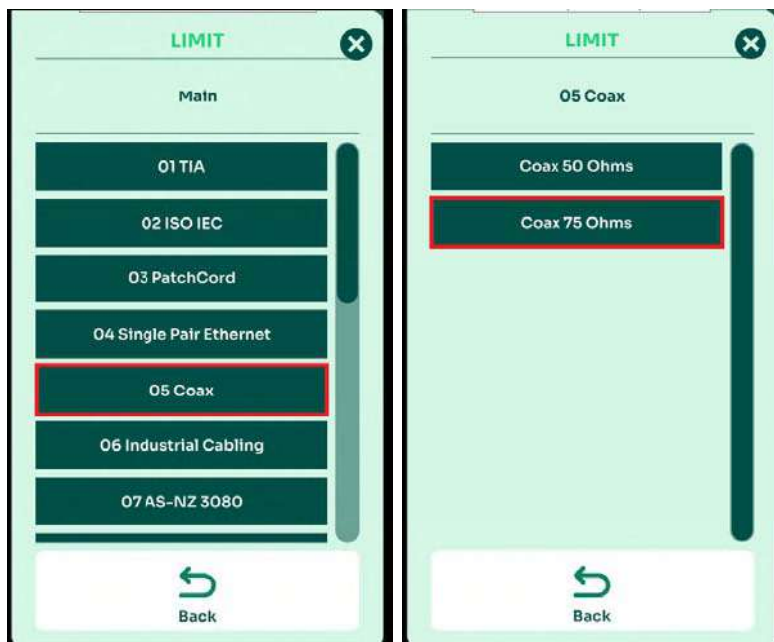 LIMIT
Main
01 TIA
02 ISO IEC
03 PatchCord
04 Single Pair Ethernet
05 Coax
06 Industrial Cabling
07 AS-NZ 3080
Back
LIMIT
05 Coax
Coax 50 Ohms
Coax 75 Ohms
Back